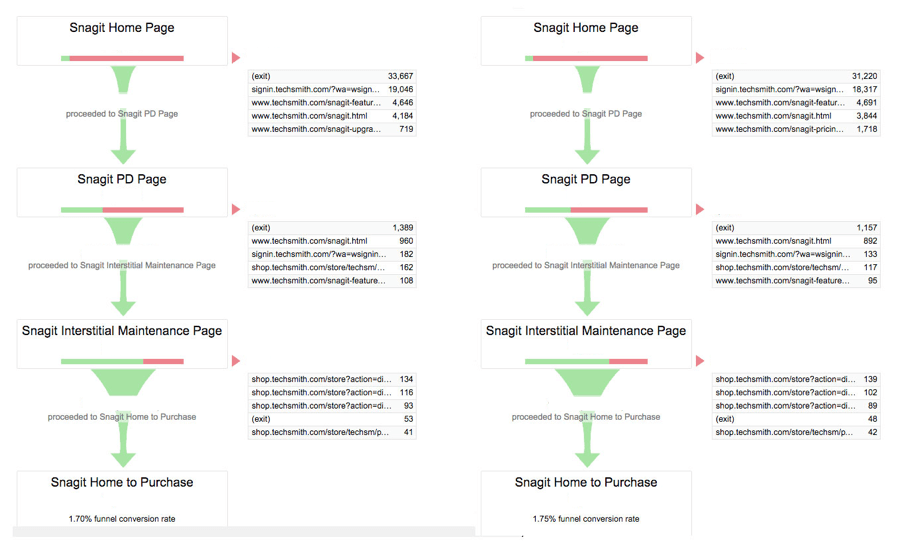 Snagit Home Page
(exit) 33,667
signin.techsmith.com/?wa=wsign... 19,046
www.techsmith.com/snagit-featur... 4,646
www.techsmith.com/snagit.html 4,184
www.techsmith.com/snagit-upgra... 719
proceeded to Snagit PD Page
Snagit PD Page
(exit) 1,389
www.techsmith.com/snagit.html 960
signin.techsmith.com/?wa=wsignin... 182
shop.techsmith.com/store/techsm/... 162
www.techsmith.com/snagit-feature... 108
proceeded to Snagit Interstitial Maintenance Page
Snagit Interstitial Maintenance Page
shop.techsmith.com/store?action=di... 134
shop.techsmith.com/store?action=di... 116
shop.techsmith.com/store?action=di... 93
(exit) 53
shop.techsmith.com/store/techsm/p... 41
proceeded to Snagit Home to Purchase
Snagit Home to Purchase
1.70% funnel conversion rate
Snagit Home Page
(exit) 31,220
signin.techsmith.com/?wa=wsign... 18,317
www.techsmith.com/snagit-featur... 4,691
www.techsmith.com/snagit.html 3,844
www.techsmith.com/snagit-pricin... 1,718
proceeded to Snagit PD Page
Snagit PD Page
(exit) 1,157
www.techsmith.com/snagit.html 892
signin.techsmith.com/?wa=wsignin... 133
shop.techsmith.com/store/techsm/... 117
www.techsmith.com/snagit-feature... 95
proceeded to Snagit Interstitial Maintenance Page
Snagit Interstitial Maintenance Page
shop.techsmith.com/store?action=di... 139
shop.techsmith.com/store?action=di... 102
shop.techsmith.com/store?action=di... 89
(exit) 48
shop.techsmith.com/store/techsm/p... 42
proceeded to Snagit Home to Purchase
Snagit Home to Purchase
1.75% funnel conversion rate